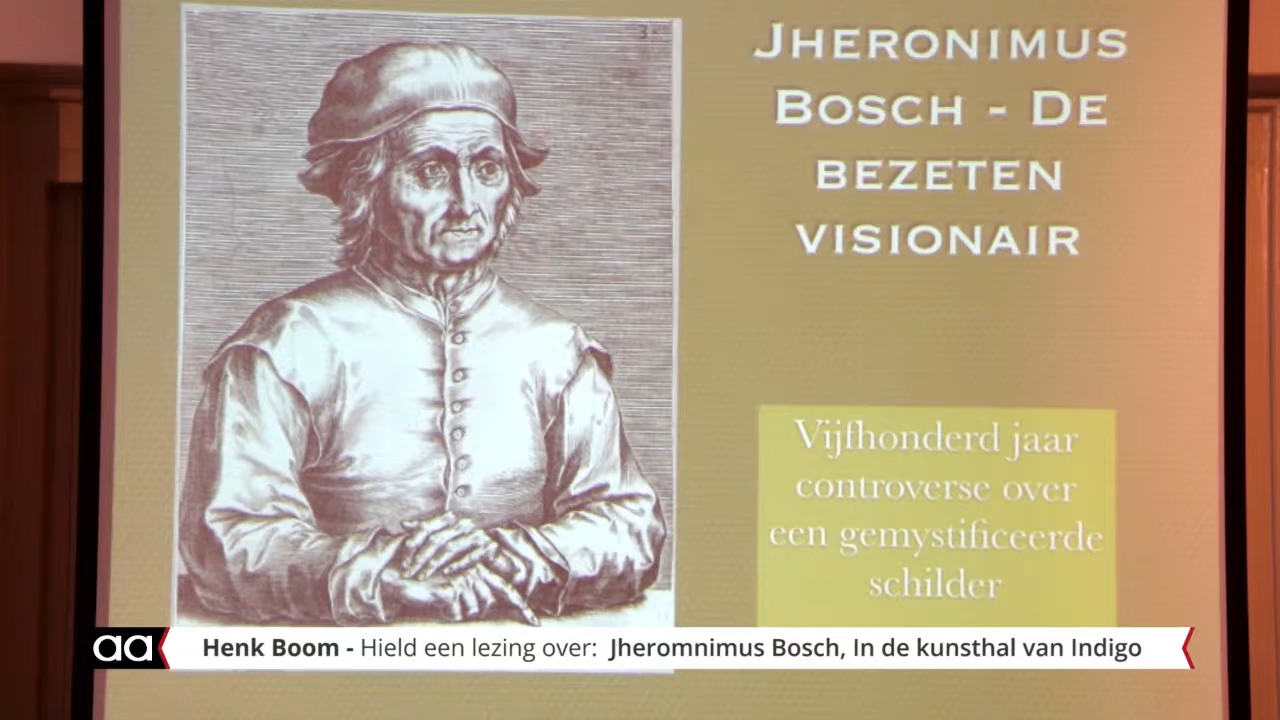 JHERONIMUS
BOSCH - DE
BEZETEN
VISIONAIR
Vijfhonderd jaar
controverse over
een gemystificeerde
schilder
aa
Henk Boom - Hield een lezing over: Jheromnimus Bosch, In de kunsthal van Indigo